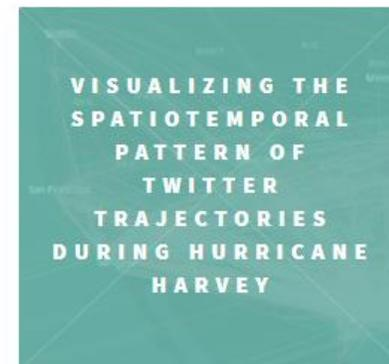 VISUALIZING THE
SPATIOTEMPORAL
PATTERN OF
TWITTER
TRAJECTORIES
DURING HURRICANE
HARVEY